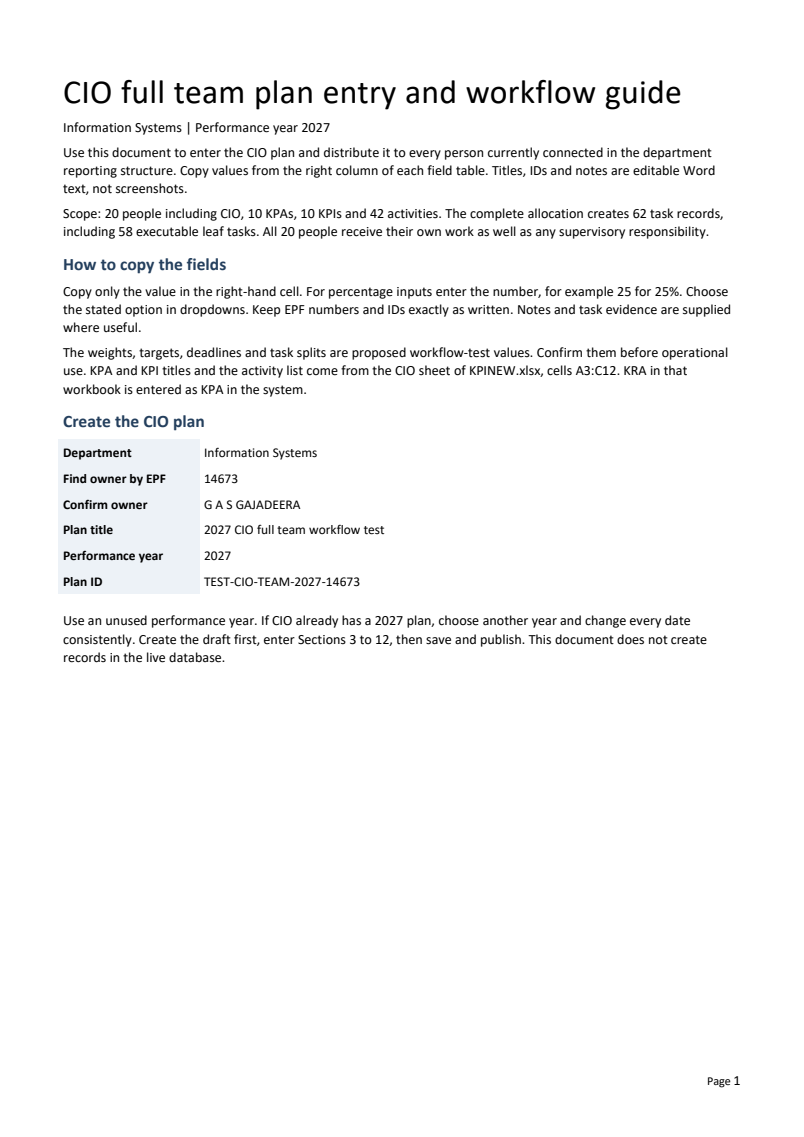 CIO full team plan entry and workflow guide
Information Systems | Performance year 2027
Use this document to enter the CIO plan and distribute it to every person currently connected in the department
reporting structure. Copy values from the right column of each field table. Titles, IDs and notes are editable Word
text, not screenshots.
Scope: 20 people including CIO, 10 KPAs, 10 KPIs and 42 activities. The complete allocation creates 62 task records,
including 58 executable leaf tasks. All 20 people receive their own work as well as any supervisory responsibility.
How to copy the fields
Copy only the value in the right-hand cell. For percentage inputs enter the number, for example 25 for 25%. Choose
the stated option in dropdowns. Keep EPF numbers and IDs exactly as written. Notes and task evidence are supplied
where useful.
The weights, targets, deadlines and task splits are proposed workflow-test values. Confirm them before operational
use. KPA and KPI titles and the activity list come from the CIO sheet of KPINEW.xlsx, cells A3:C12. KRA in that
workbook is entered as KPA in the system.
Create the CIO plan
Department Information Systems
Find owner by EPF 14673
Confirm owner G A S GAJADEERA
Plan title 2027 CIO full team workflow test
Performance year 2027
Plan ID TEST-CIO-TEAM-2027-14673
Use an unused performance year. If CIO already has a 2027 plan, choose another year and change every date
consistently. Create the draft first, enter Sections 3 to 12, then save and publish. This document does not create
records in the live database.
Page 1